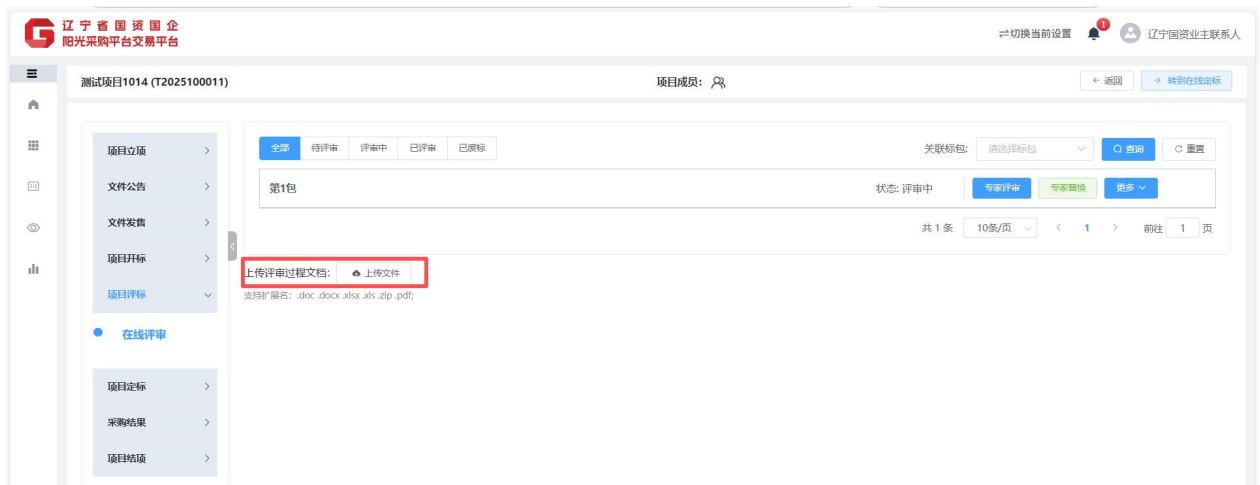 辽宁省国资国企
阳光采购平台交易平台
切换当前设置
1
辽宁国资业主联系人
测试项目1014 (T2025100011)
项目成员:
← 返回
→ 转到在线定标
项目立项
文件公告
文件发售
项目开标
项目评标
在线评审
项目定标
采购结果
项目结项
全部 待评审 评审中 已评审 已废标
关联标包: 请选择标包
查询
重置
第1包
状态: 评审中
专家评审
专家替换
更多
共 1 条 10条/页 < 1 > 前往 1 页
上传评审过程文档: 上传文件
支持扩展名: .doc .docx .xlsx .xls .zip .pdf;